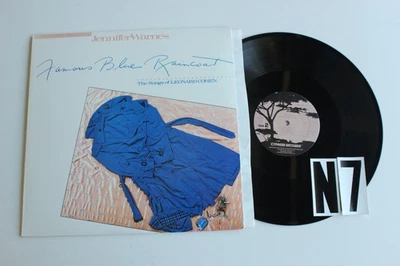 Jennifer Warnes
Famous Blue Raincoat
The Songs of LEONARD COHEN
CYPRESS RECORDS
N7